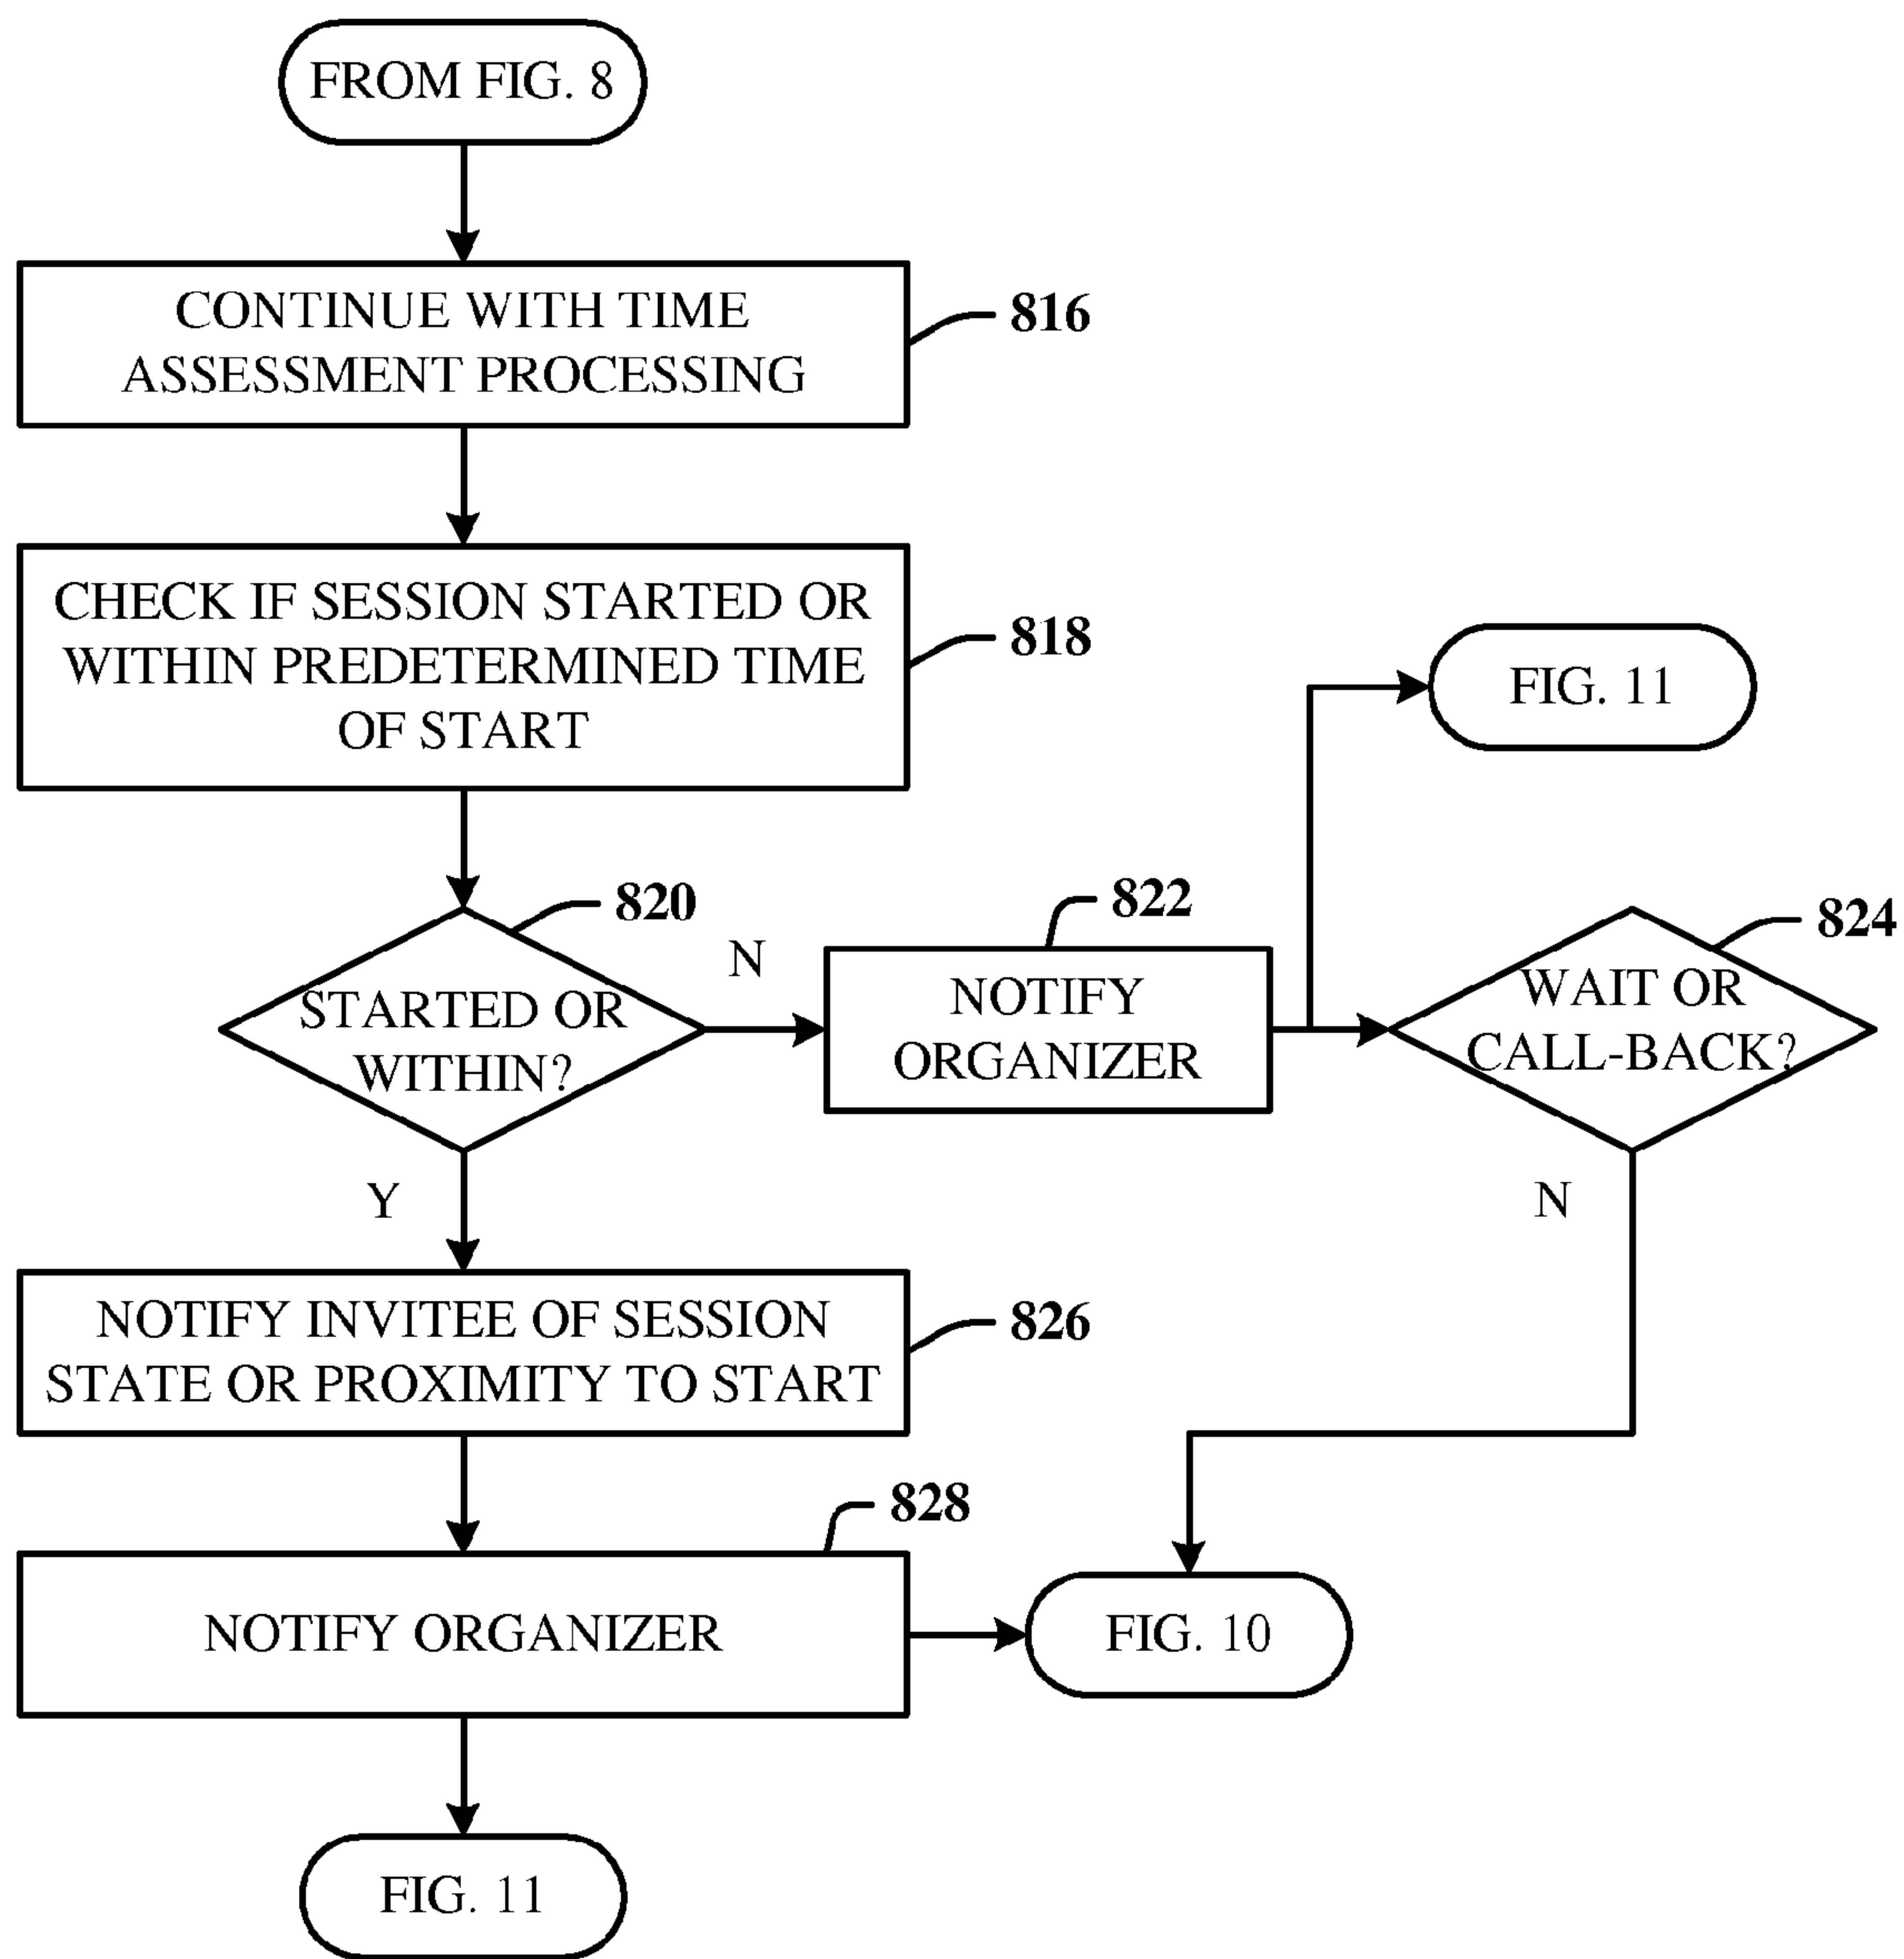 FROM FIG. 8
CONTINUE WITH TIME
ASSESSMENT PROCESSING
816
CHECK IF SESSION STARTED OR
WITHIN PREDETERMINED TIME
OF START
818
FIG. 11
820
STARTED OR
WITHIN?
N
822
NOTIFY
ORGANIZER
824
WAIT OR
CALL-BACK?
Y
N
NOTIFY INVITEE OF SESSION
STATE OR PROXIMITY TO START
826
828
NOTIFY ORGANIZER
FIG. 10
FIG. 11